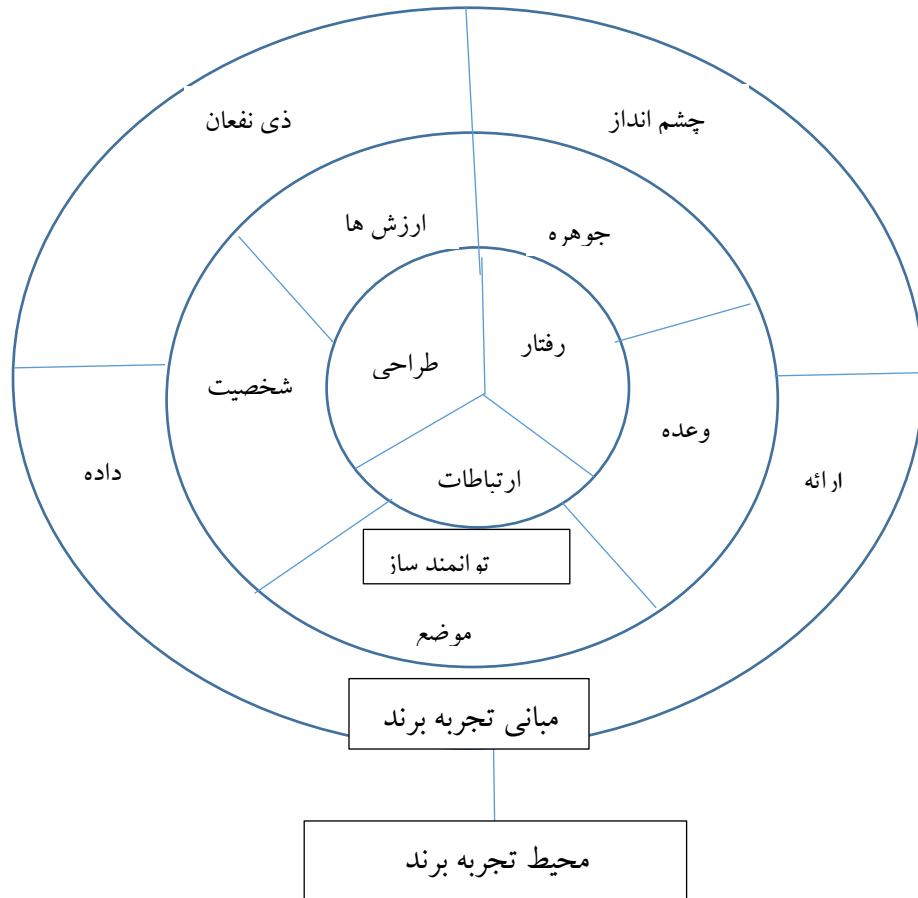 چشم انداز
ذی نفعان
ارزش ها
جوهره
رفتار
طراحی
شخصیت
وعده
داده
ارائه
ارتباطات
توانمند ساز
موضع
مبانی تجربه برند
محیط تجربه برند